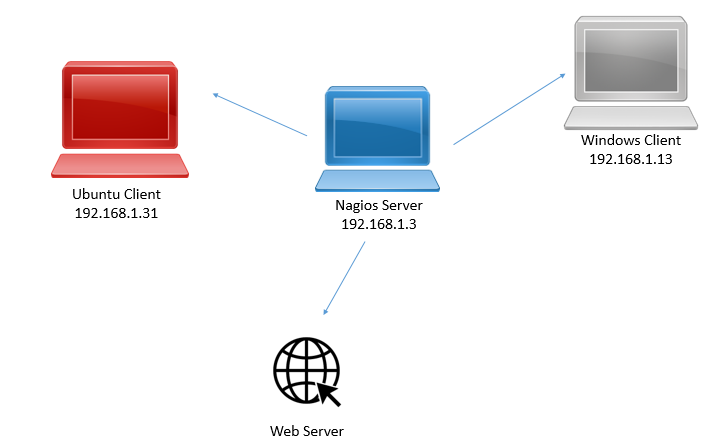 Ubuntu Client
192.168.1.31
Nagios Server
192.168.1.3
Windows Client
192.168.1.13
Web Server